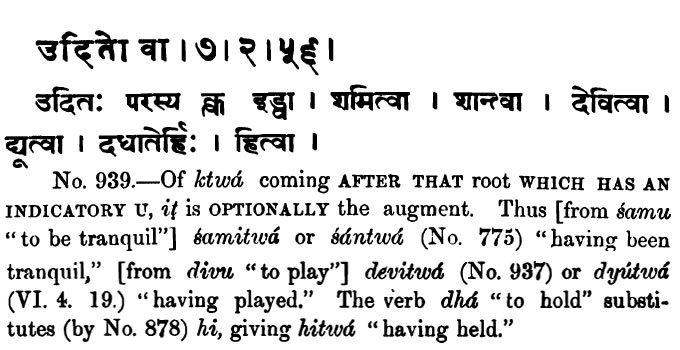 उदितो वा । ७ । २ । ५६ ।
उदितः परस्य क्त्व इड्वा । शमित्वा । शान्त्वा । देवित्वा ।
द्यूत्वा । दधातेर्हिः । हित्वा ।
No. 939.—Of ktwá coming AFTER THAT root WHICH HAS AN
INDICATORY U, iṭ is OPTIONALLY the augment. Thus [from śamu
“to be tranquil”] śamitwá or śántwá (No. 775) “having been
tranquil,” [from divu “to play”] devitwá (No. 937) or dyútwá
(VI. 4. 19.) “having played.” The verb dhá “to hold” substi-
tutes (by No. 878) hi, giving hitwá “having held.”